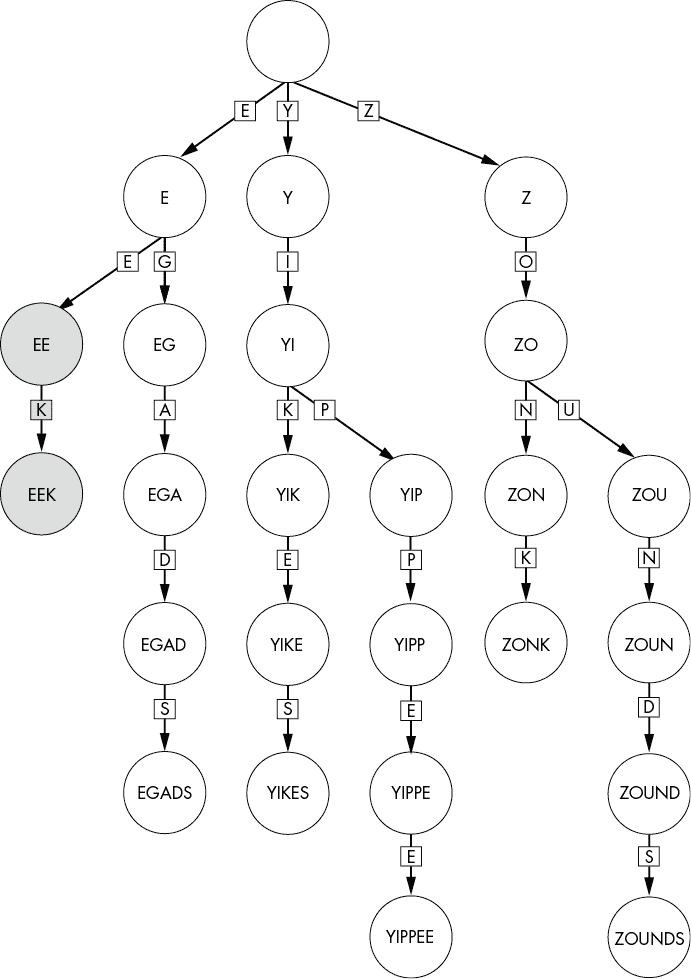 E Y Z
E Y Z
E G I O
EE EG YI ZO
K A K P N U
EEK EGA YIK YIP ZON ZOU
D E P K N
EGAD YIKE YIPP ZONK ZOUN
S S E D
EGADS YIKES YIPPE ZOUND
E S
YIPPEE ZOUNDS